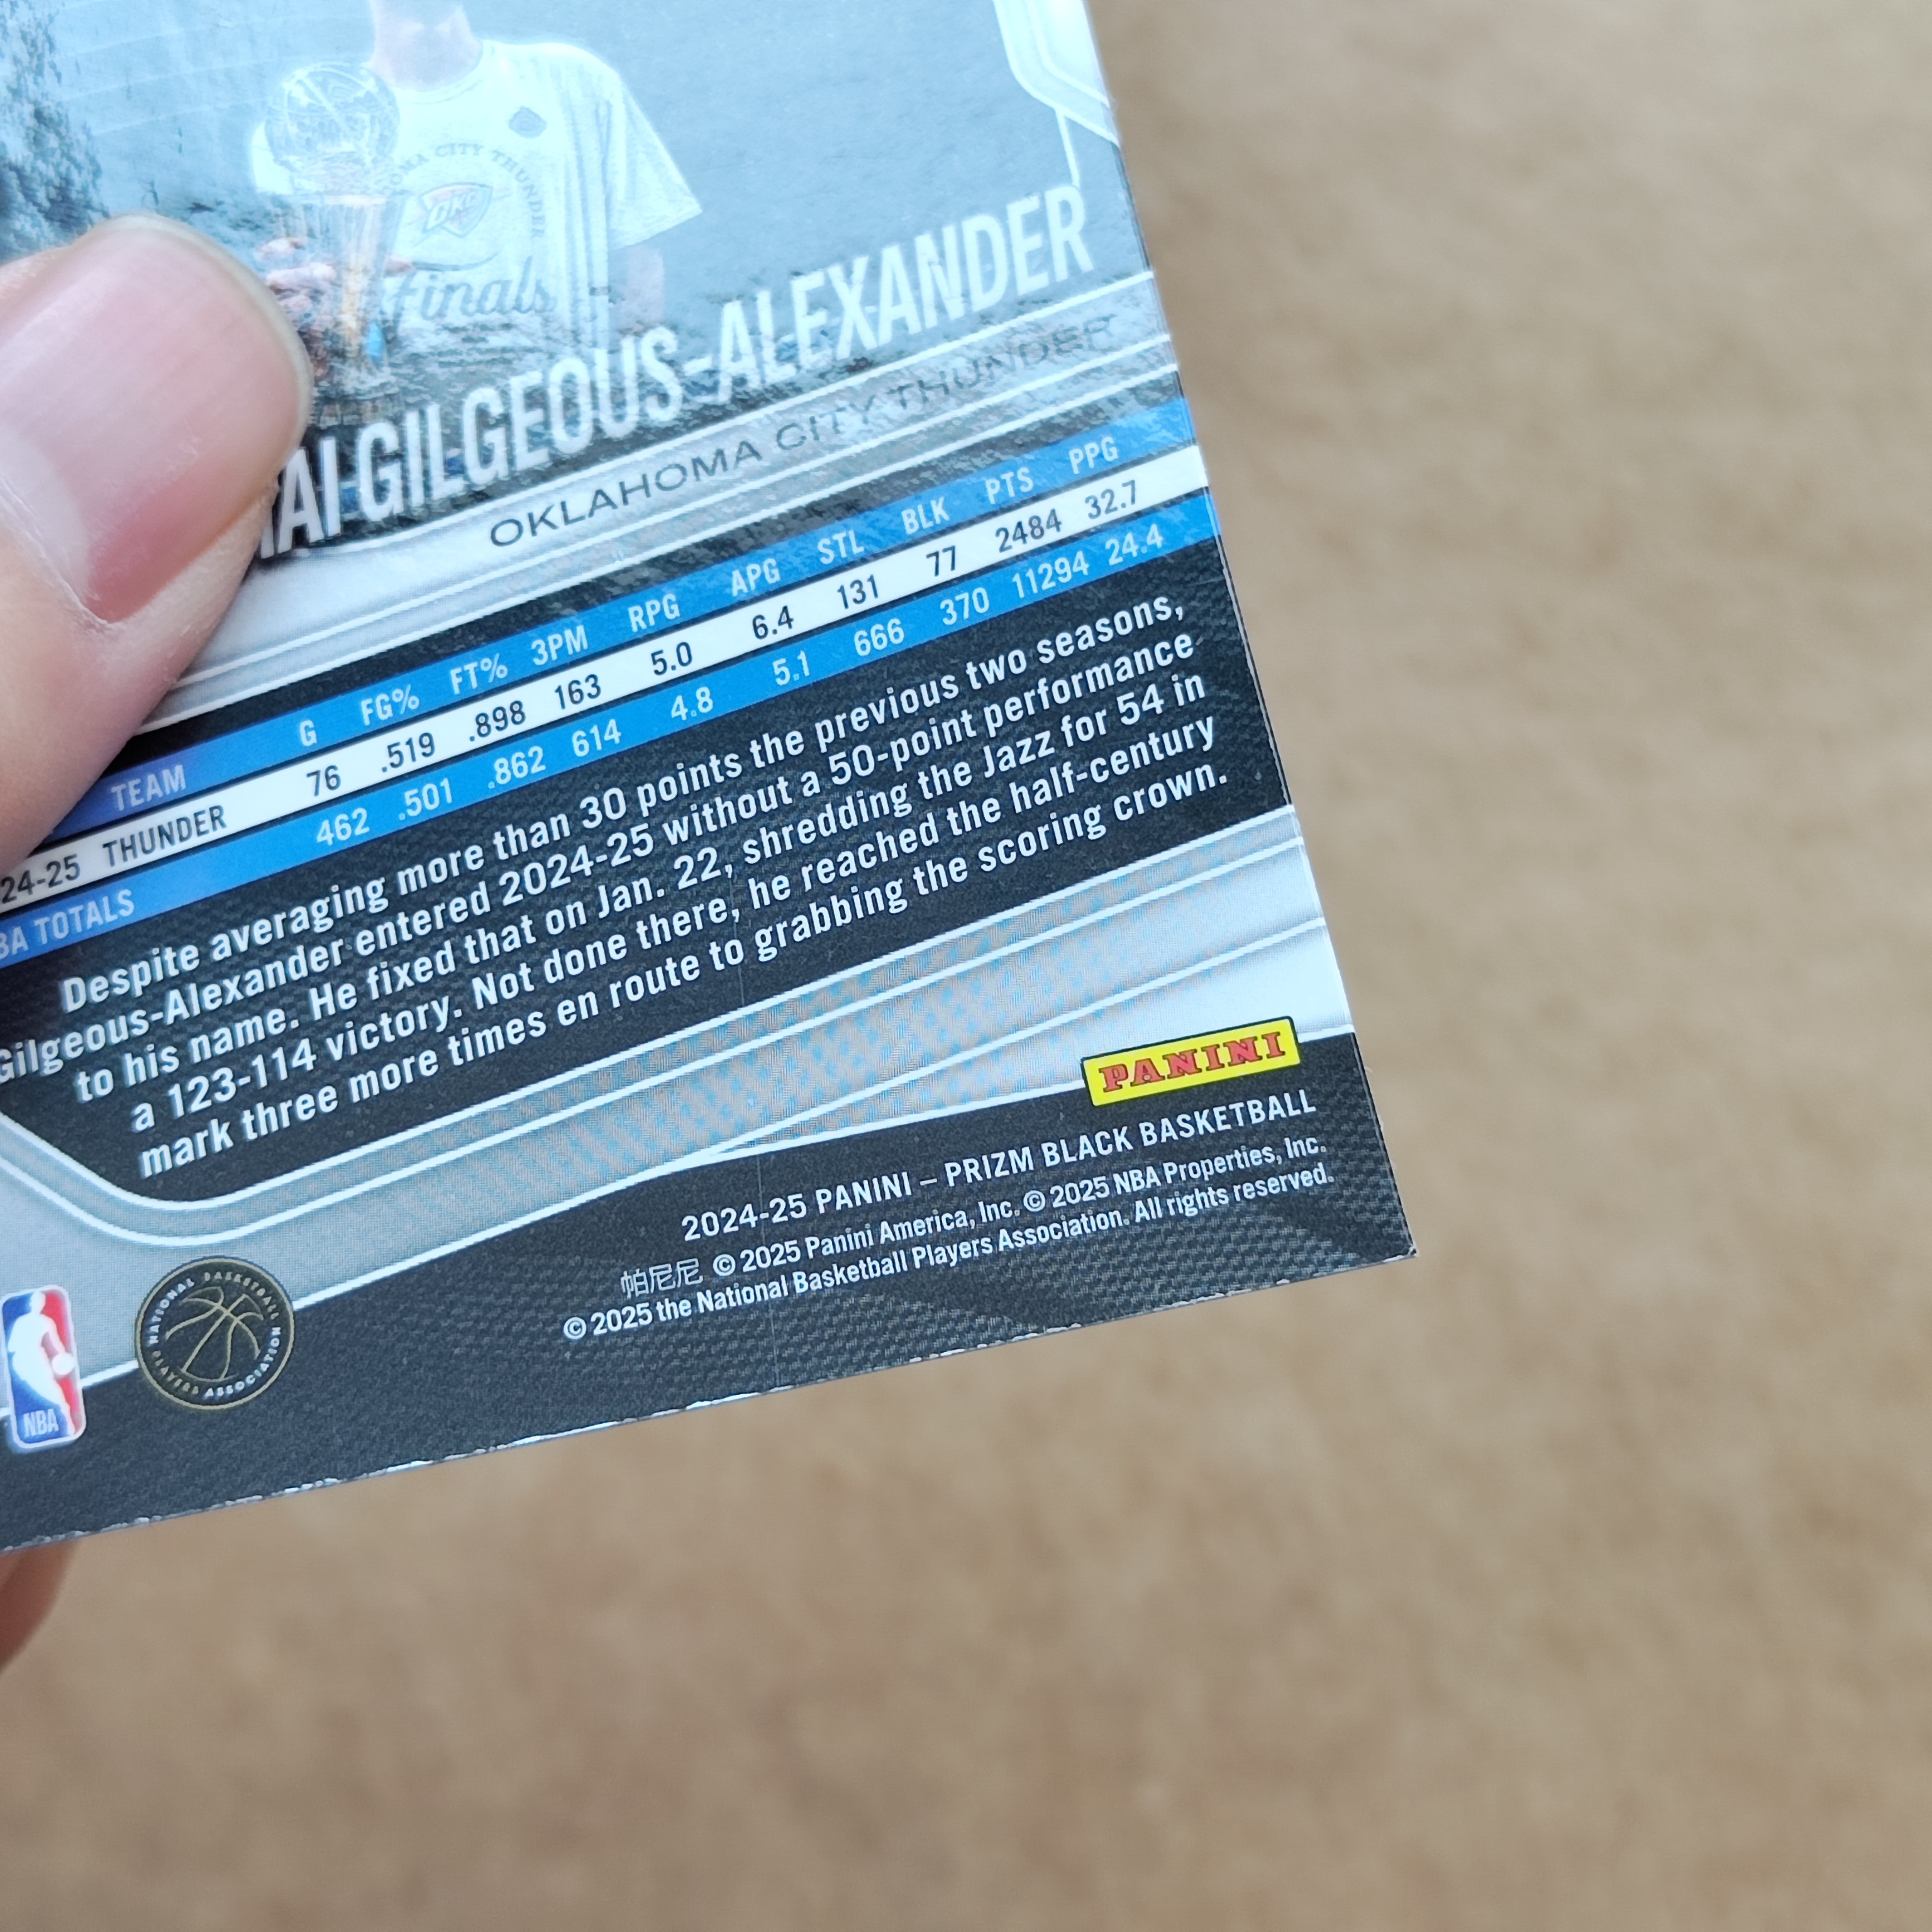 OMA CITY THUNDER
OKC
Finals
AI GILGEOUS-ALEXANDER
OKLAHOMA CITY THUNDER
TEAM G FG% FT% 3PM RPG APG STL BLK PTS PPG
24-25 THUNDER 76 .519 .898 163 5.0 6.4 131 77 2484 32.7
BA TOTALS 462 .501 .862 614 4.8 5.1 666 370 11294 24.4
Despite averaging more than 30 points the previous two seasons,
Gilgeous-Alexander entered 2024-25 without a 50-point performance
to his name. He fixed that on Jan. 22, shredding the Jazz for 54 in
a 123-114 victory. Not done there, he reached the half-century
mark three more times en route to grabbing the scoring crown.
PANINI
2024-25 PANINI – PRIZM BLACK BASKETBALL
帕尼尼 © 2025 Panini America, Inc. © 2025 NBA Properties, Inc.
© 2025 the National Basketball Players Association. All rights reserved.
NBA
NATIONAL BASKETBALL PLAYERS ASSOCIATION